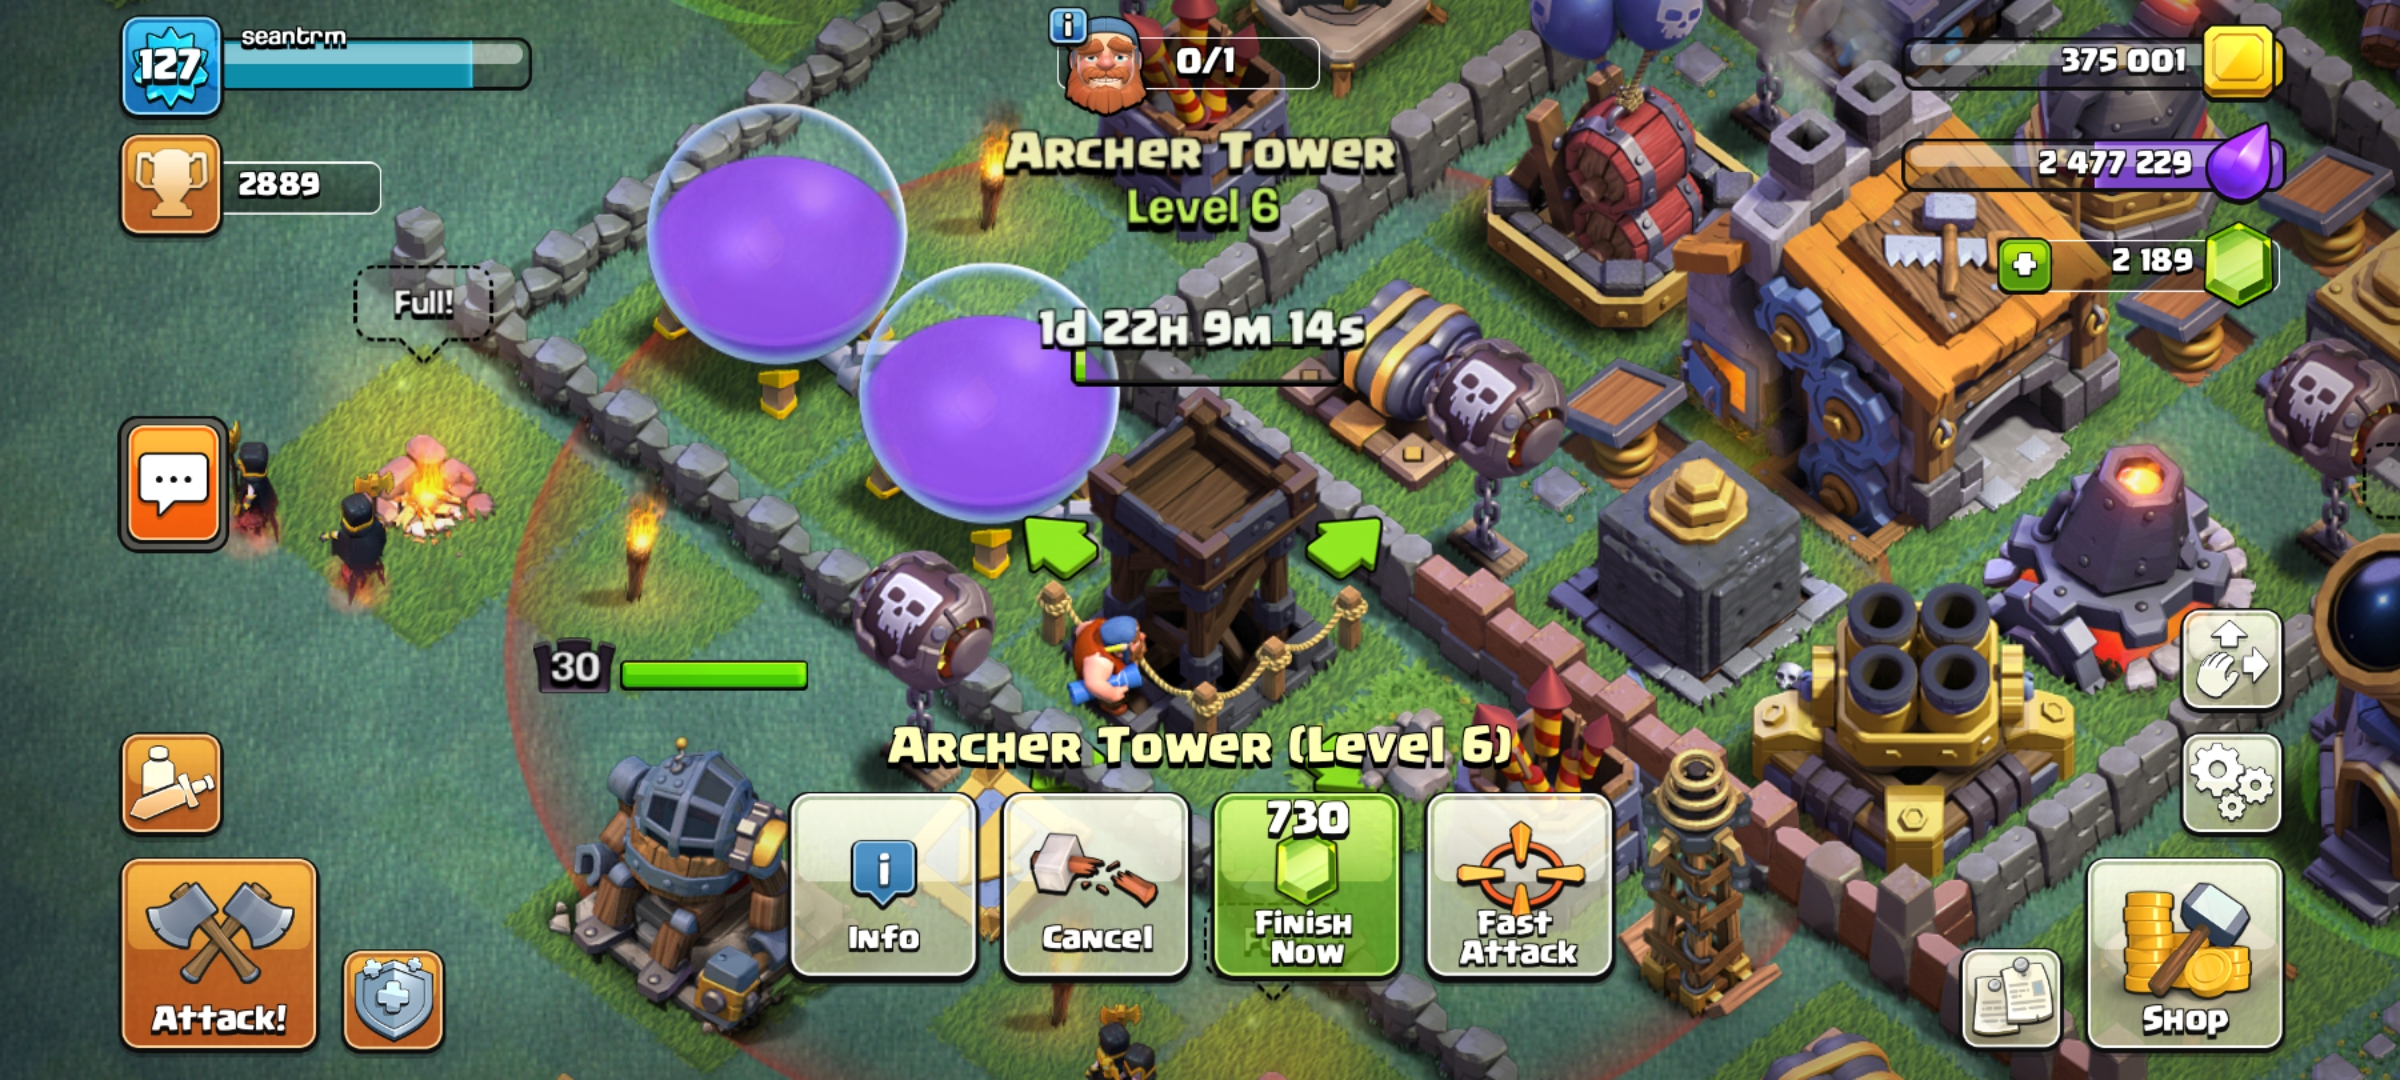 127
seantrm
0/1
375 001
2889
Archer Tower
Level 6
2 477 229
2 189
Full!
1d 22h 9m 14s
30
Archer Tower (Level 6)
Info
Cancel
730
Finish
Now
Fast
Attack
Attack!
Shop